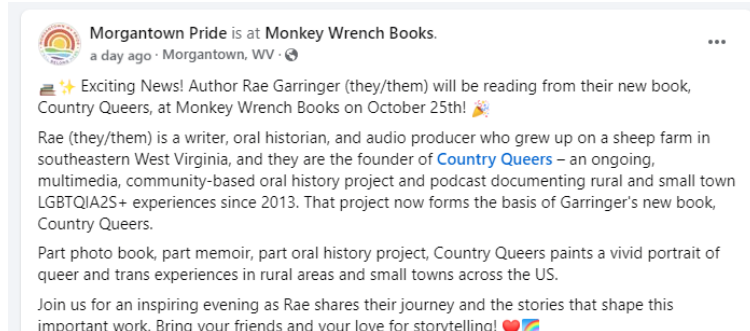 Morgantown Pride is at Monkey Wrench Books.
a day ago · Morgantown, WV ·
📚✨ Exciting News! Author Rae Garringer (they/them) will be reading from their new book,
Country Queers, at Monkey Wrench Books on October 25th! 🎉
Rae (they/them) is a writer, oral historian, and audio producer who grew up on a sheep farm in
southeastern West Virginia, and they are the founder of Country Queers – an ongoing,
multimedia, community-based oral history project and podcast documenting rural and small town
LGBTQIA2S+ experiences since 2013. That project now forms the basis of Garringer's new book,
Country Queers.
Part photo book, part memoir, part oral history project, Country Queers paints a vivid portrait of
queer and trans experiences in rural areas and small towns across the US.
Join us for an inspiring evening as Rae shares their journey and the stories that shape this
important work. Bring your friends and your love for storytelling! ❤️🌈